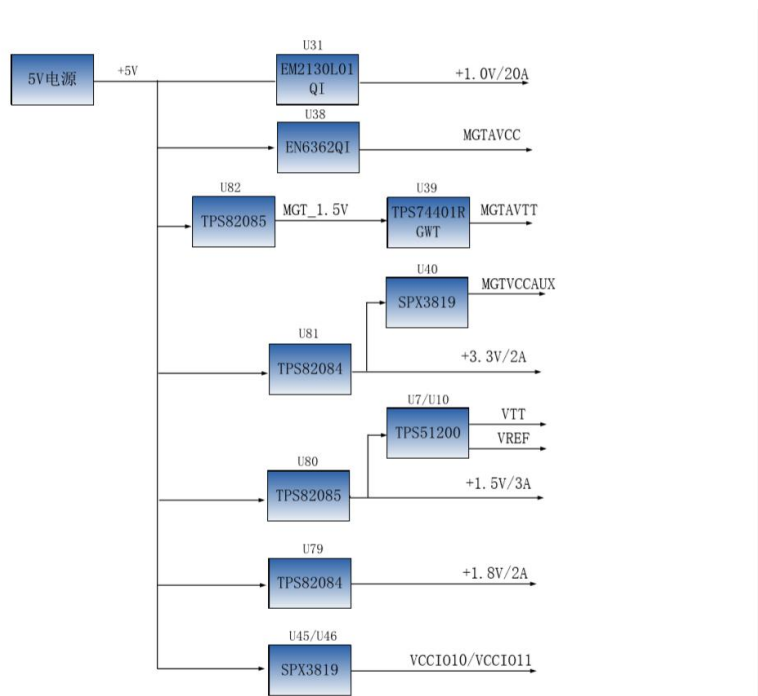 U31
5V电源
+5V
EM2130L01
QI
+1.0V/20A
U38
EN6362QI
MGTAVCC
U82
TPS82085
MGT_1.5V
U39
TPS74401R
GWT
MGTAVTT
U40
SPX3819
MGTVCCAUX
U81
TPS82084
+3.3V/2A
U7/U10
TPS51200
VTT
VREF
U80
TPS82085
+1.5V/3A
U79
TPS82084
+1.8V/2A
U45/U46
SPX3819
VCCIO10/VCCIO11